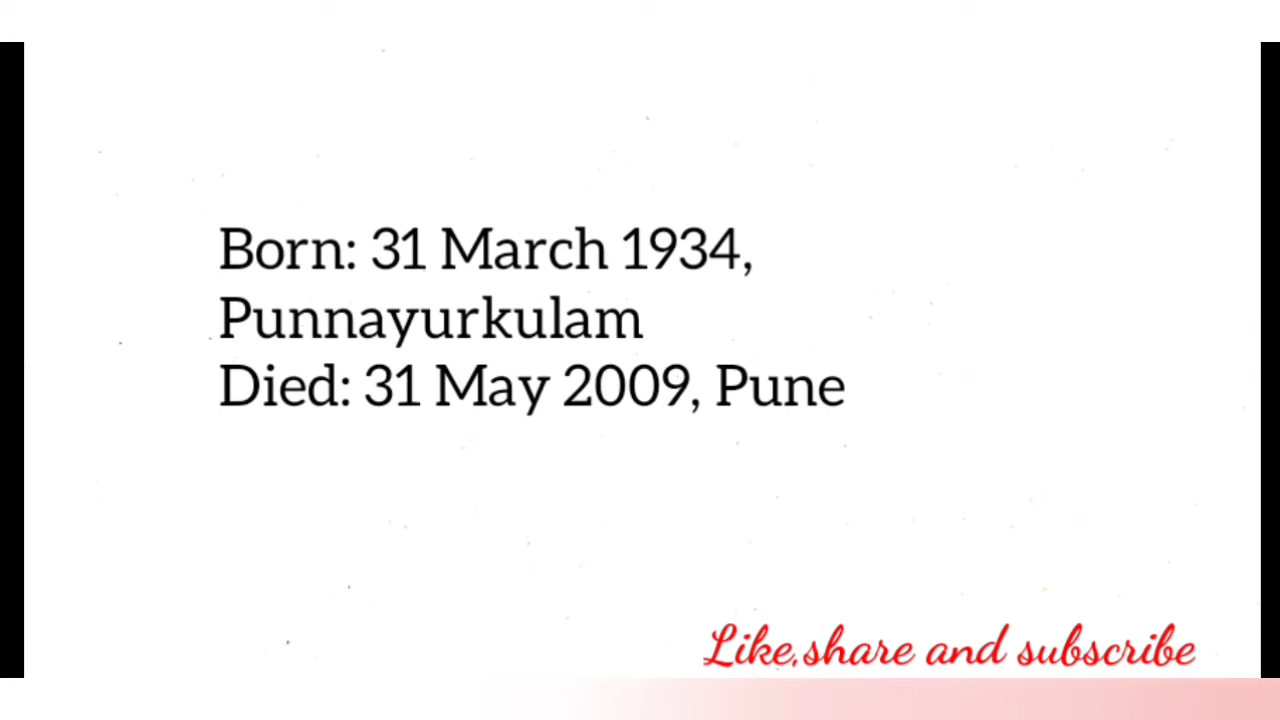 Born: 31 March 1934,
Punnayurkulam
Died: 31 May 2009, Pune
Like,share and subscribe